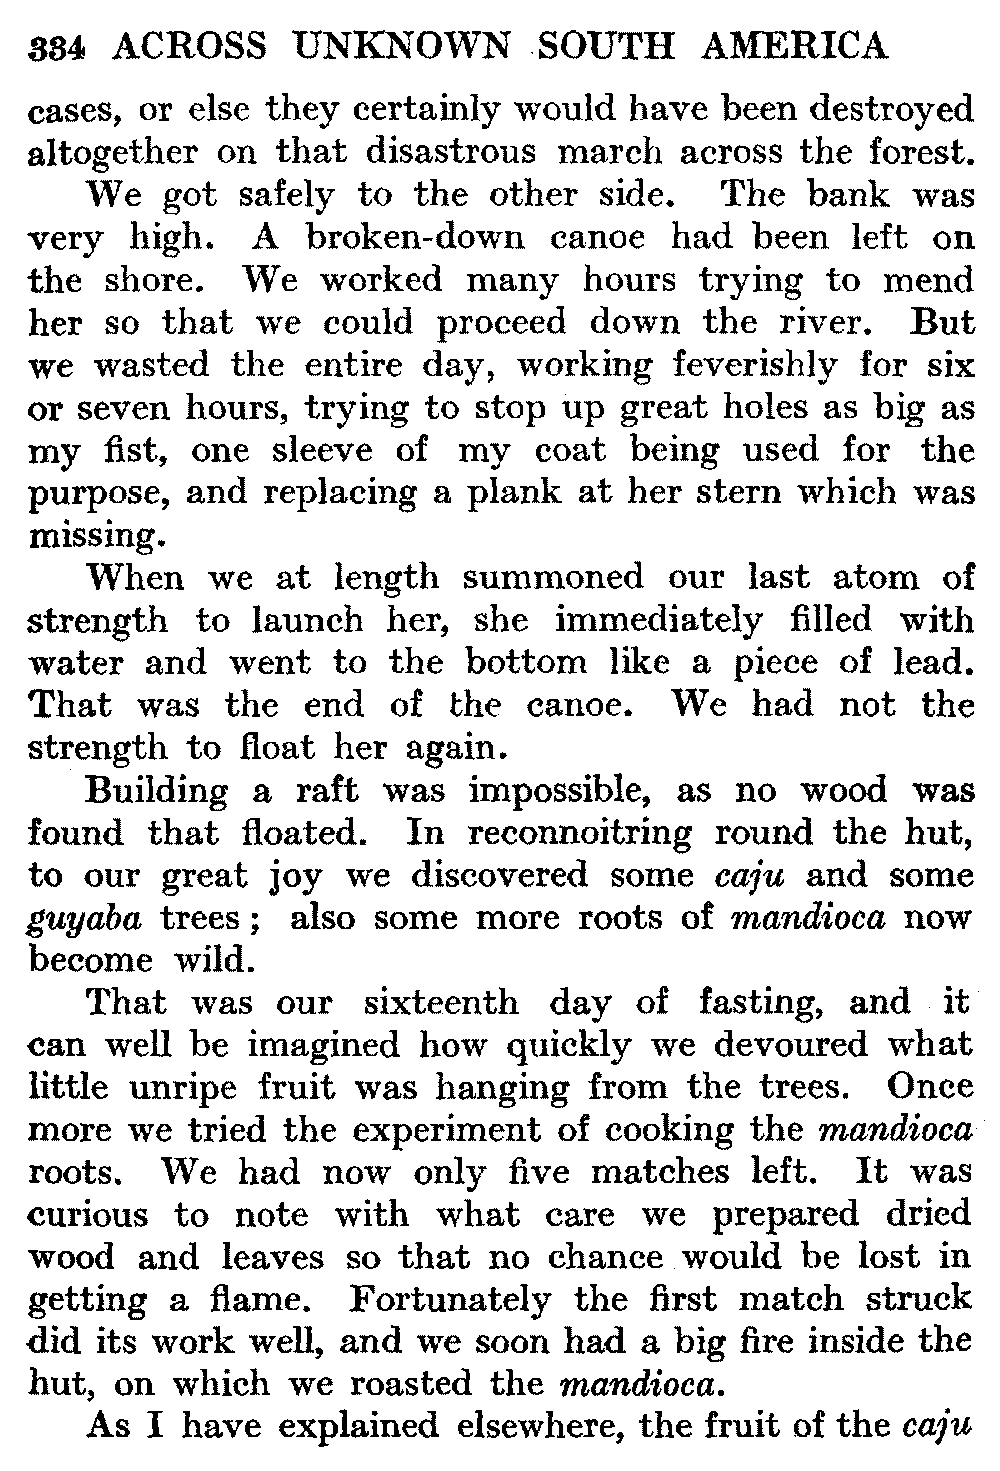 334 ACROSS UNKNOWN SOUTH AMERICA
cases, or else they certainly would have been destroyed
altogether on that disastrous march across the forest.
We got safely to the other side. The bank was
very high. A broken-down canoe had been left on
the shore. We worked many hours trying to mend
her so that we could proceed down the river. But
we wasted the entire day, working feverishly for six
or seven hours, trying to stop up great holes as big as
my fist, one sleeve of my coat being used for the
purpose, and replacing a plank at her stern which was
missing.
When we at length summoned our last atom of
strength to launch her, she immediately filled with
water and went to the bottom like a piece of lead.
That was the end of the canoe. We had not the
strength to float her again.
Building a raft was impossible, as no wood was
found that floated. In reconnoitring round the hut,
to our great joy we discovered some caju and some
guyaba trees ; also some more roots of mandioca now
become wild.
That was our sixteenth day of fasting, and it
can well be imagined how quickly we devoured what
little unripe fruit was hanging from the trees. Once
more we tried the experiment of cooking the mandioca
roots. We had now only five matches left. It was
curious to note with what care we prepared dried
wood and leaves so that no chance would be lost in
getting a flame. Fortunately the first match struck
did its work well, and we soon had a big fire inside the
hut, on which we roasted the mandioca.
As I have explained elsewhere, the fruit of the caju